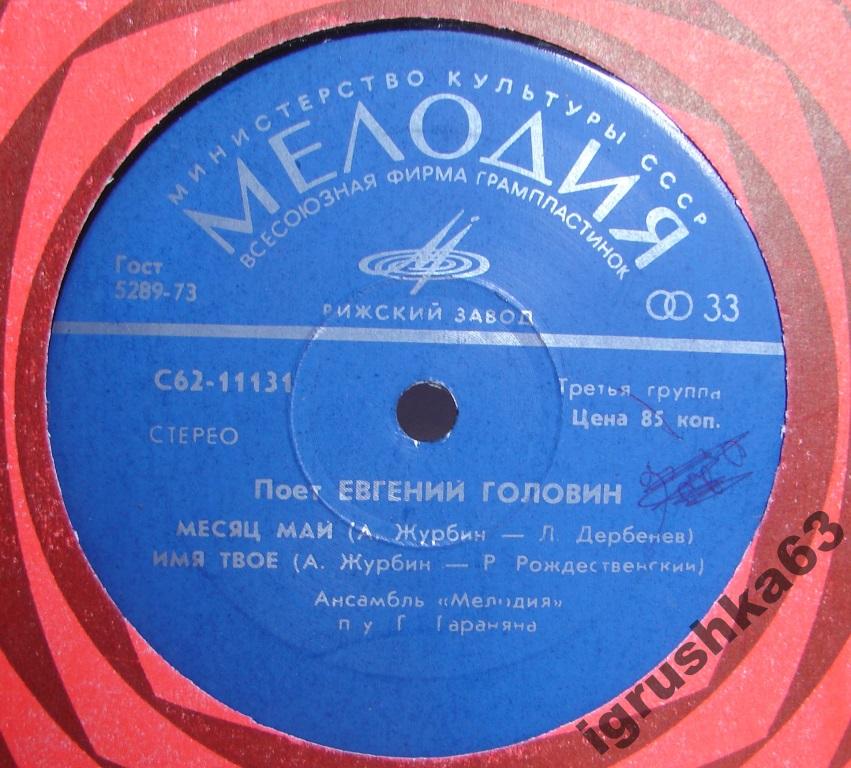 МИНИСТЕРСТВО КУЛЬТУРЫ СССР
МЕЛОДИЯ
ВСЕСОЮЗНАЯ ФИРМА ГРАМПЛАСТИНОК
Гост
5289-73
33
РИЖСКИЙ ЗАВОД
С62-11131
Третья группа
Цена 85 коп.
СТЕРЕО
Поет ЕВГЕНИЙ ГОЛОВИН
МЕСЯЦ МАЙ (А. Журбин — Л. Дербенев)
ИМЯ ТВОЕ (А. Журбин — Р. Рождественский)
Ансамбль «Мелодия»
п/у Г. Гараняна
igrushka63